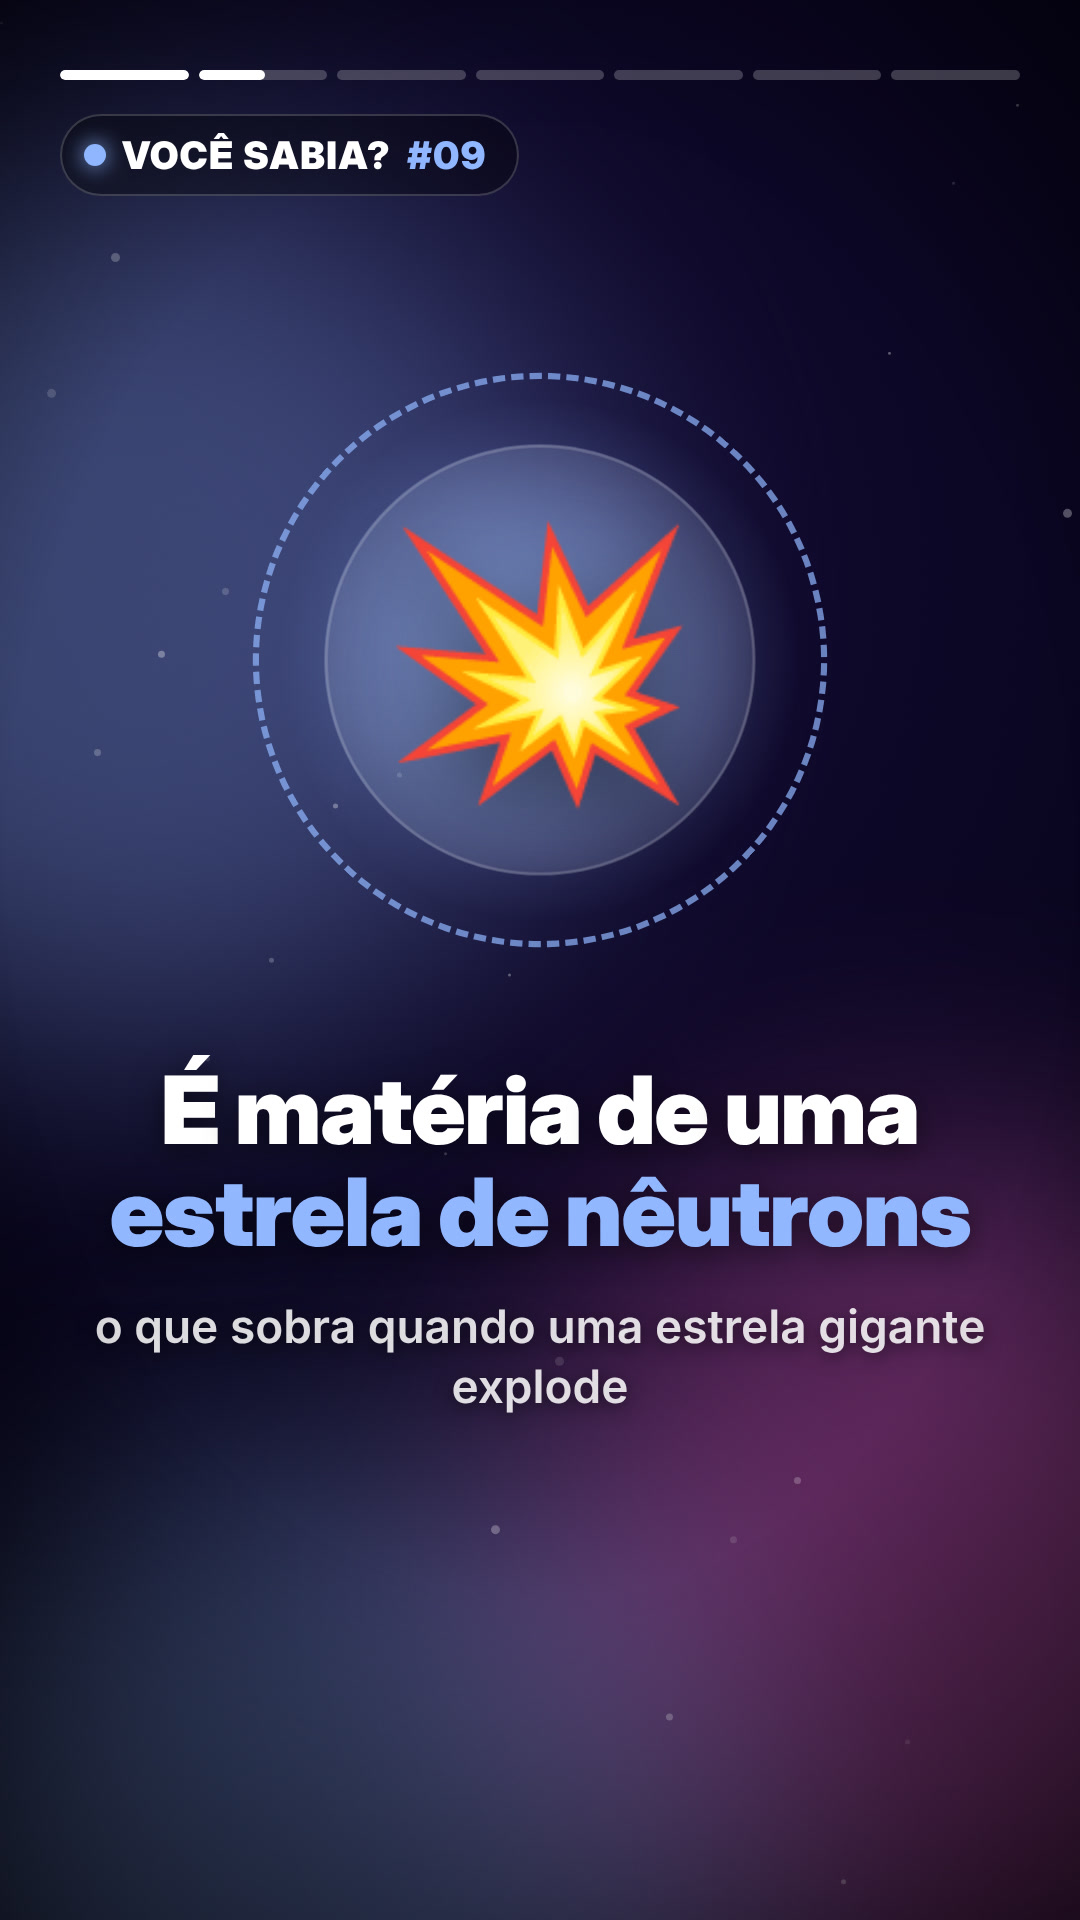 VOCÊ SABIA? #09
É matéria de uma
estrela de nêutrons
o que sobra quando uma estrela gigante
explode